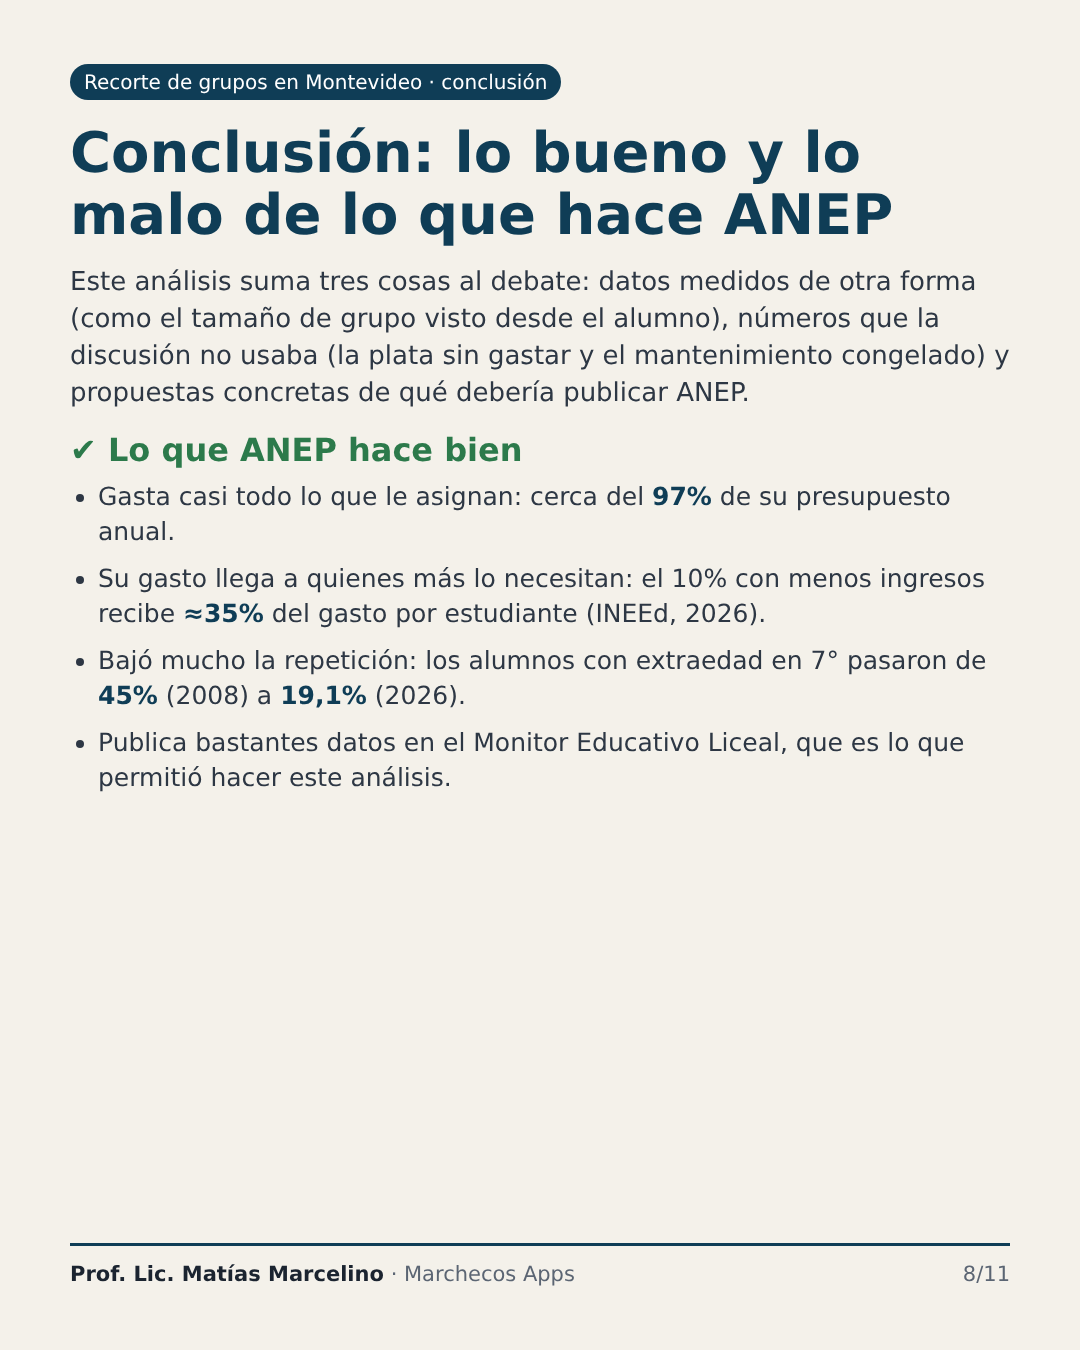 Recorte de grupos en Montevideo · conclusión
Conclusión: lo bueno y lo
malo de lo que hace ANEP
Este análisis suma tres cosas al debate: datos medidos de otra forma
(como el tamaño de grupo visto desde el alumno), números que la
discusión no usaba (la plata sin gastar y el mantenimiento congelado) y
propuestas concretas de qué debería publicar ANEP.
✔ Lo que ANEP hace bien
• Gasta casi todo lo que le asignan: cerca del 97% de su presupuesto
anual.
• Su gasto llega a quienes más lo necesitan: el 10% con menos ingresos
recibe ≈35% del gasto por estudiante (INEEd, 2026).
• Bajó mucho la repetición: los alumnos con extraedad en 7° pasaron de
45% (2008) a 19,1% (2026).
• Publica bastantes datos en el Monitor Educativo Liceal, que es lo que
permitió hacer este análisis.
Prof. Lic. Matías Marcelino · Marchecos Apps
8/11